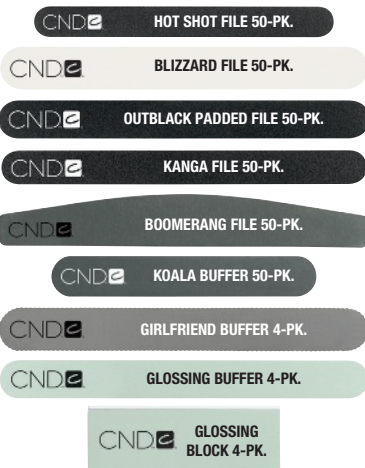 CND HOT SHOT FILE 50-PK.
CND BLIZZARD FILE 50-PK.
CND OUTBLACK PADDED FILE 50-PK.
CND KANGA FILE 50-PK.
CND BOOMERANG FILE 50-PK.
CND KOALA BUFFER 50-PK.
CND GIRLFRIEND BUFFER 4-PK.
CND GLOSSING BUFFER 4-PK.
CND GLOSSING
BLOCK 4-PK.